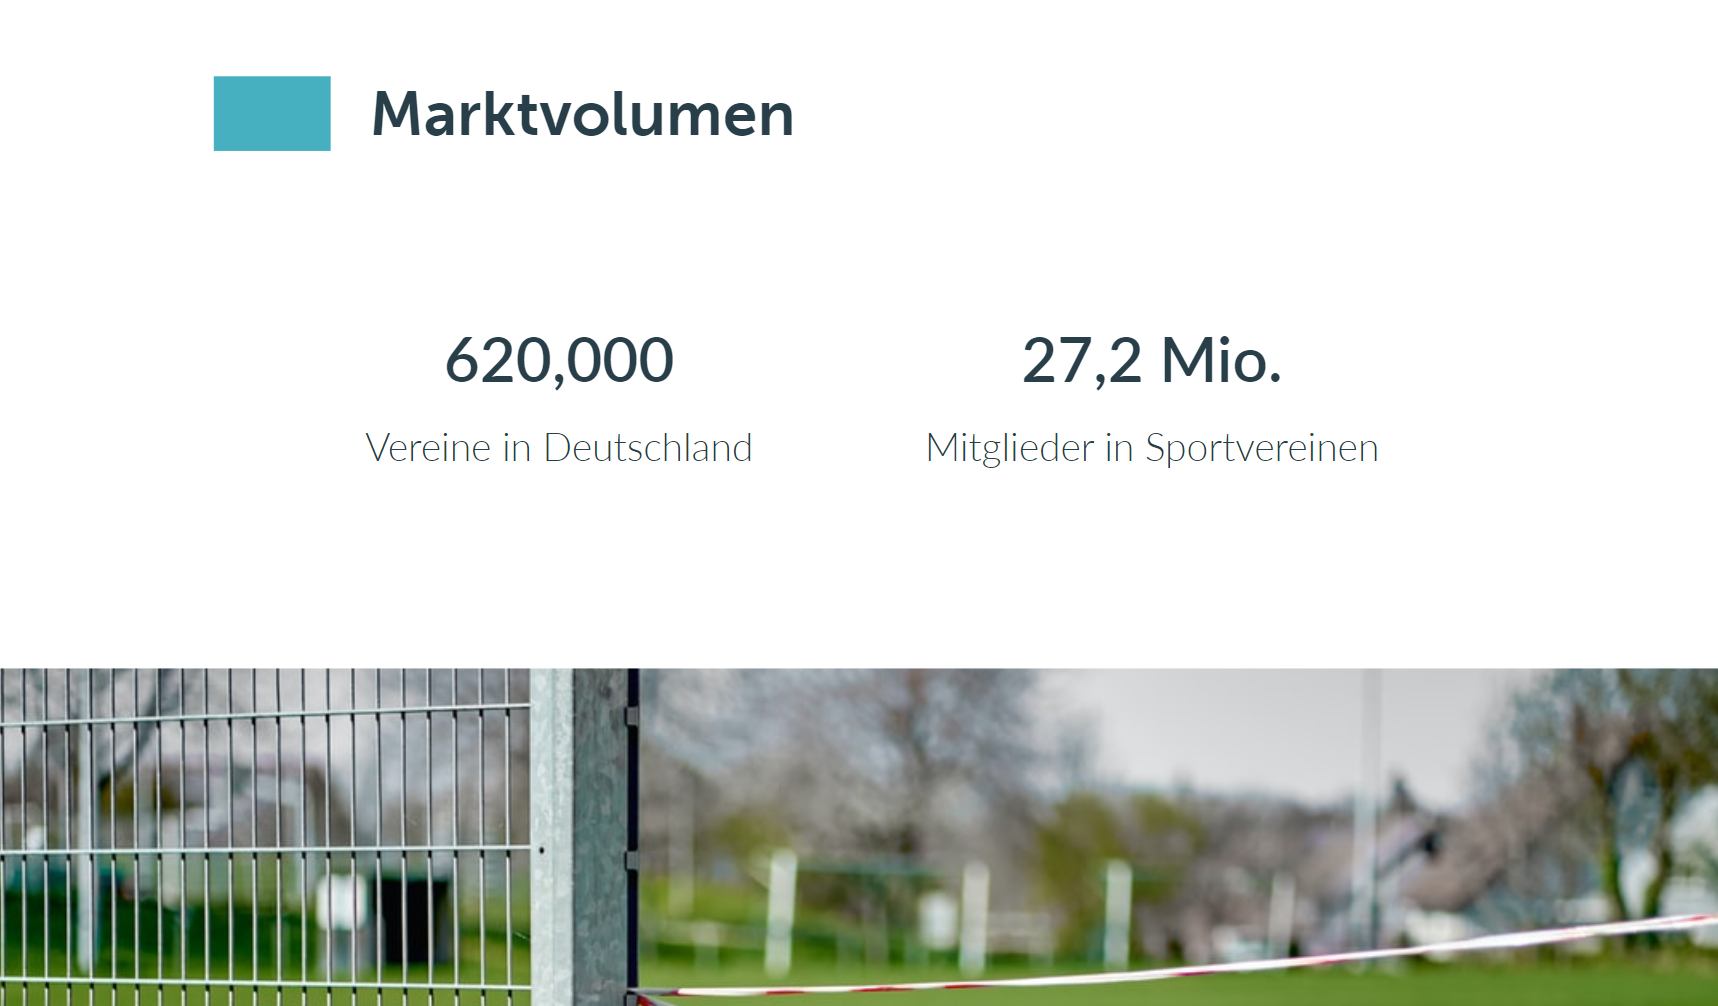 Marktvolumen
620,000
27,2 Mio.
Vereine in Deutschland
Mitglieder in Sportvereinen